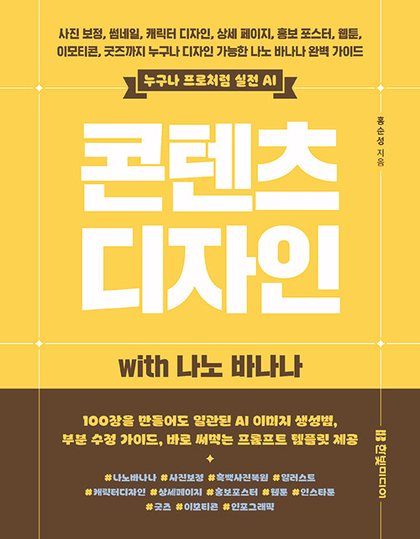 사진 보정, 썸네일, 캐릭터 디자인, 상세 페이지, 홍보 포스터, 웹툰,
이모티콘, 굿즈까지 누구나 디자인 가능한 나노 바나나 완벽 가이드
누구나 프로처럼 실전 AI
콘텐츠
디자인
홍순성 지음
with 나노 바나나
100장을 만들어도 일관된 AI 이미지 생성법,
부분 수정 가이드, 바로 써먹는 프롬프트 템플릿 제공
#나노바나나 #사진보정 #흑백사진복원 #일러스트
#캐릭터디자인 #상세페이지 #홍보포스터 #웹툰 #인스타툰
#굿즈 #이모티콘 #인포그래픽
한빛미디어